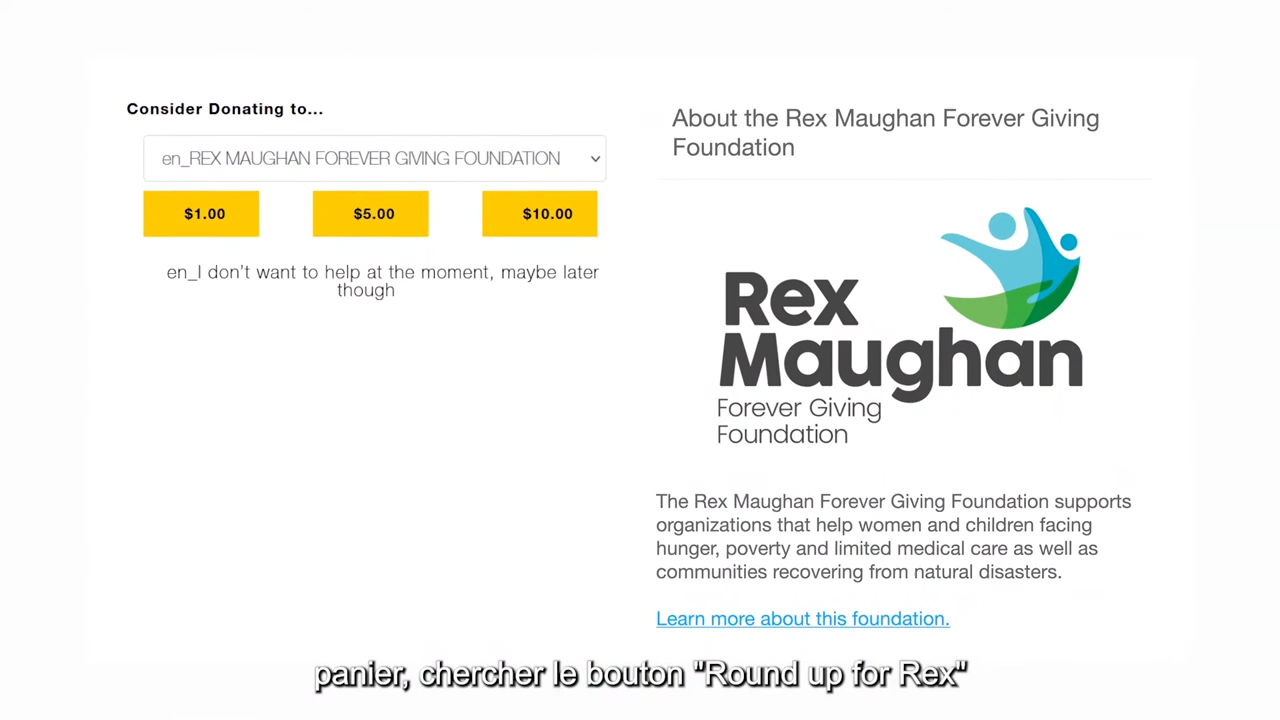 Consider Donating to...
en_REX MAUGHAN FOREVER GIVING FOUNDATION
$1.00 $5.00 $10.00
en_I don't want to help at the moment, maybe later
though
About the Rex Maughan Forever Giving
Foundation
Rex
Maughan
Forever Giving
Foundation
The Rex Maughan Forever Giving Foundation supports
organizations that help women and children facing
hunger, poverty and limited medical care as well as
communities recovering from natural disasters.
Learn more about this foundation.
panier, chercher le bouton "Round up for Rex"